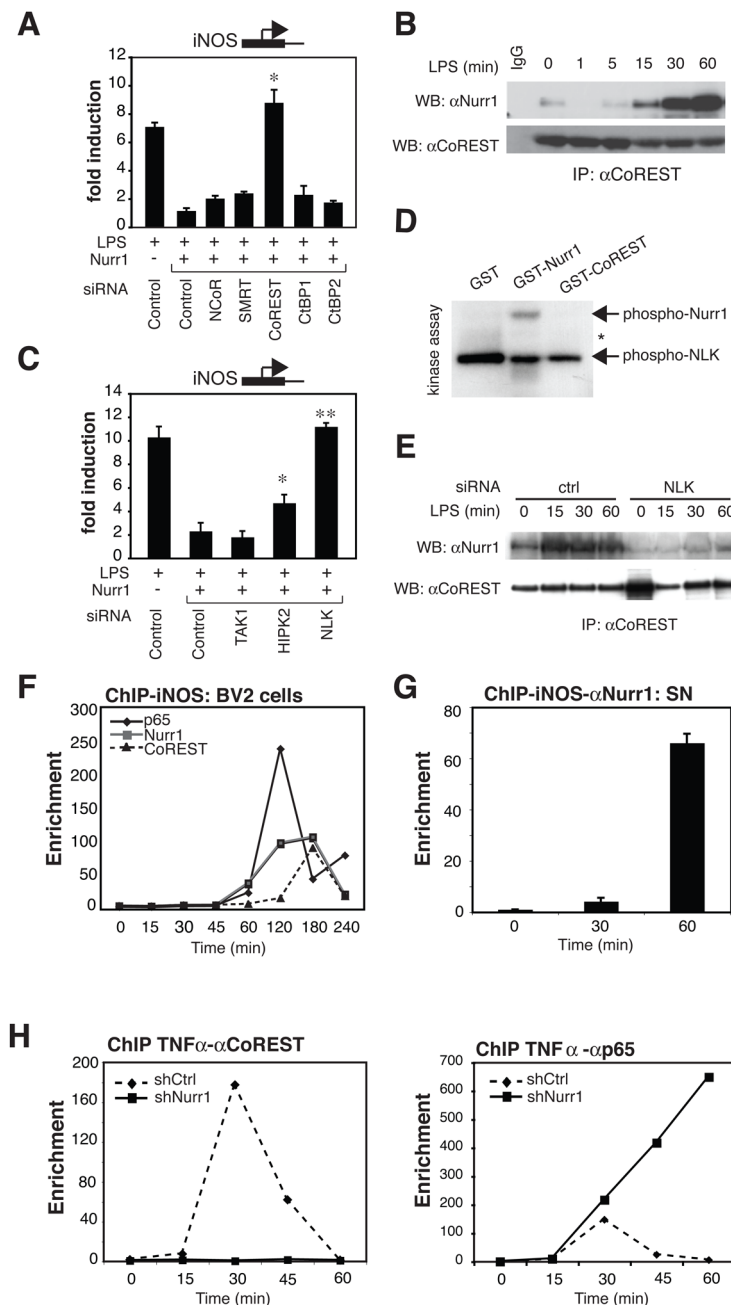 A
iNOS
fold induction
12
10
8
6
4
2
0
*
LPS + + + + + + +
Nurr1 - + + + + + +
siRNA
Control
Control
NCoR
SMRT
CoREST
CtBP1
CtBP2
B
LPS (min) IgG 0 1 5 15 30 60
WB: αNurr1
WB: αCoREST
IP: αCoREST
C
iNOS
fold induction
14
12
10
8
6
4
2
0
*
**
LPS + + + + +
Nurr1 - + + + +
siRNA
Control
Control
TAK1
HIPK2
NLK
D
GST
GST-Nurr1
GST-CoREST
kinase assay
phospho-Nurr1
*
phospho-NLK
E
siRNA ctrl NLK
LPS (min) 0 15 30 60 0 15 30 60
WB: αNurr1
WB: αCoREST
IP: αCoREST
F
ChIP-iNOS: BV2 cells
Enrichment
300
250
200
150
100
50
0
p65
Nurr1
CoREST
0 15 30 45 60 120 180 240
Time (min)
G
ChIP-iNOS-αNurr1: SN
Enrichment
80
60
40
20
0
0 30 60
Time (min)
H
ChIP TNFα-αCoREST
Enrichment
200
160
120
80
40
0
shCtrl
shNurr1
0 15 30 45 60
Time (min)
ChIP TNF α -αp65
Enrichment
700
600
500
400
300
200
100
0
shCtrl
shNurr1
0 15 30 45 60
Time (min)